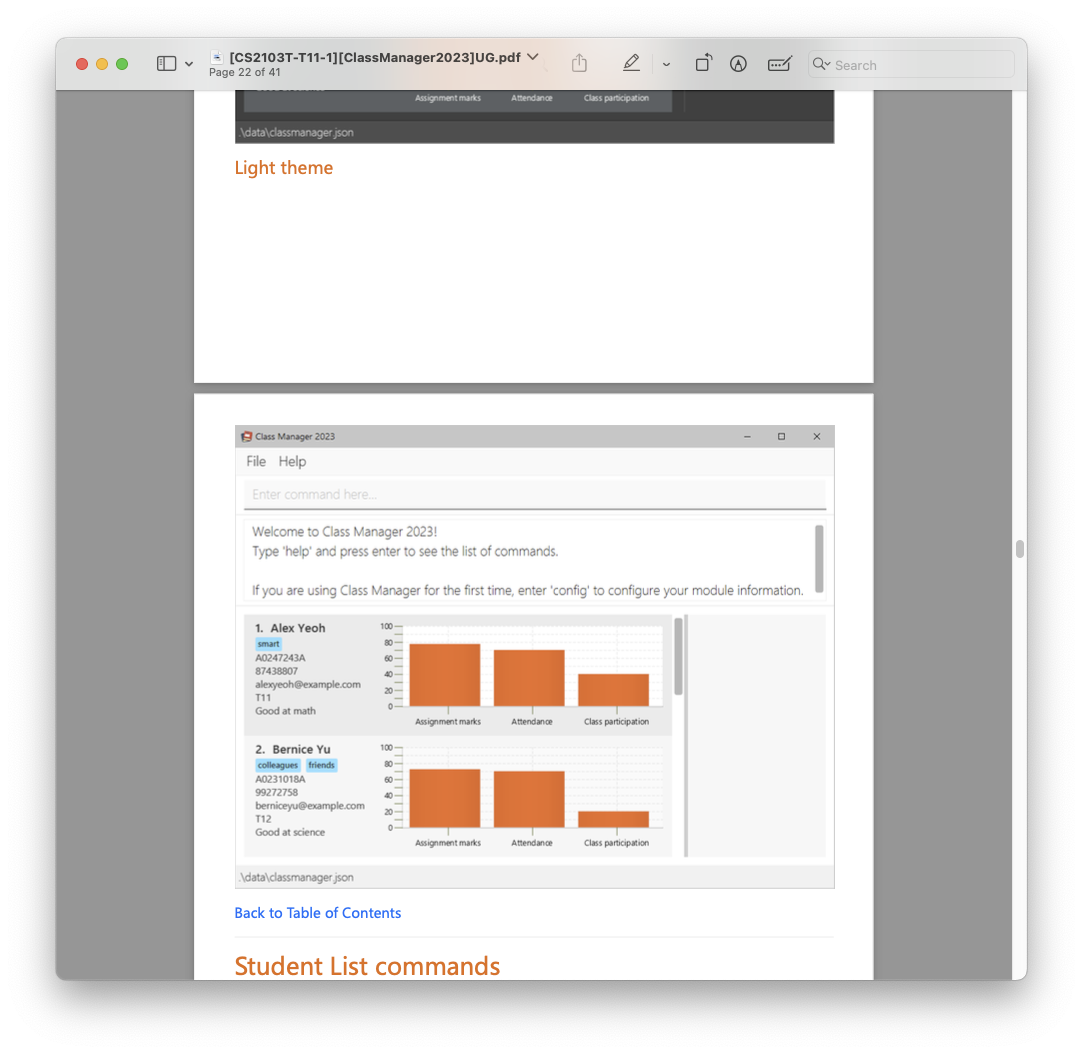 [CS2103T-T11-1][ClassManager2023]UG.pdf
Page 22 of 41
Search
Assignment marks Attendance Class participation
.\data\classmanager.json
Light theme
Class Manager 2023
File Help
Enter command here...
Welcome to Class Manager 2023!
Type 'help' and press enter to see the list of commands.
If you are using Class Manager for the first time, enter 'config' to configure your module information.
1. Alex Yeoh
smart
A0247243A
87438807
alexyeoh@example.com
T11
Good at math
100
80
60
40
20
0
Assignment marks Attendance Class participation
2. Bernice Yu
colleagues friends
A0231018A
99272758
berniceyu@example.com
T12
Good at science
100
80
60
40
20
0
Assignment marks Attendance Class participation
.\data\classmanager.json
Back to Table of Contents
Student List commands